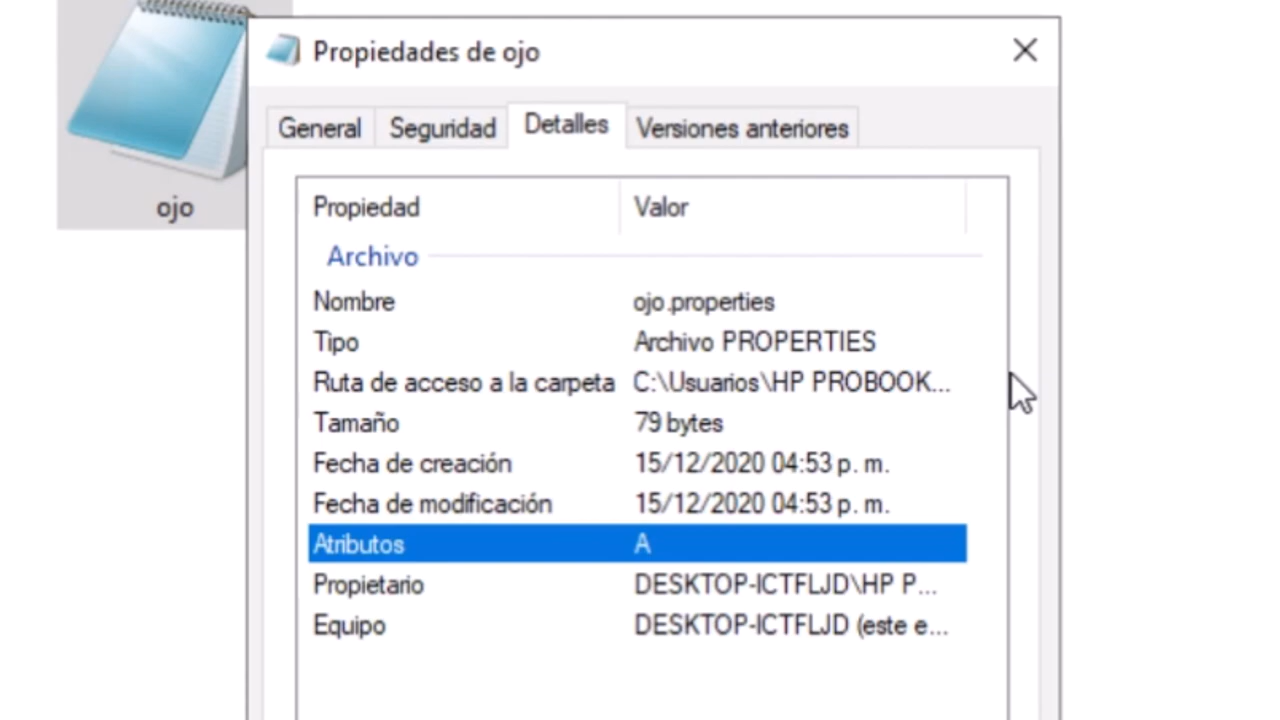 Propiedades de ojo
General Seguridad Detalles Versiones anteriores
ojo
Propiedad Valor
Archivo
Nombre ojo.properties
Tipo Archivo PROPERTIES
Ruta de acceso a la carpeta C:\Usuarios\HP PROBOOK...
Tamaño 79 bytes
Fecha de creación 15/12/2020 04:53 p. m.
Fecha de modificación 15/12/2020 04:53 p. m.
Atributos A
Propietario DESKTOP-ICTFLJD\HP P...
Equipo DESKTOP-ICTFLJD (este e...